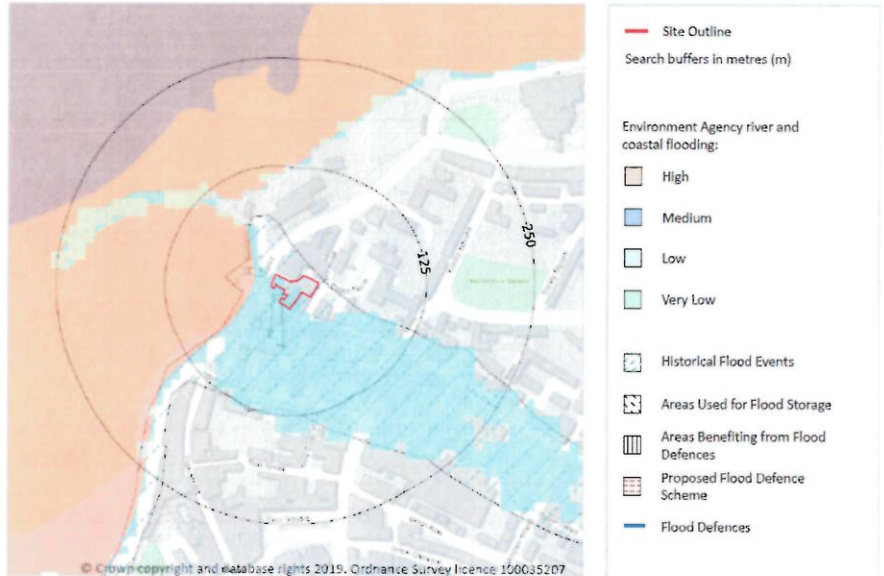 250
125
© Crown copyright and database rights 2019. Ordnance Survey licence 100035207
Site Outline
Search buffers in metres (m)
Environment Agency river and
coastal flooding:
High
Medium
Low
Very Low
Historical Flood Events
Areas Used for Flood Storage
Areas Benefiting from Flood
Defences
Proposed Flood Defence
Scheme
Flood Defences